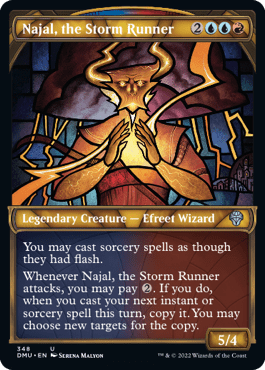 Najal, the Storm Runner 2
Legendary Creature — Efreet Wizard
You may cast sorcery spells as though
they had flash.
Whenever Najal, the Storm Runner
attacks, you may pay 2. If you do,
when you cast your next instant or
sorcery spell this turn, copy it. You may
choose new targets for the copy.
5/4
348 U
DMU • EN SERENA MALYON
™ & © 2022 Wizards of the Coast